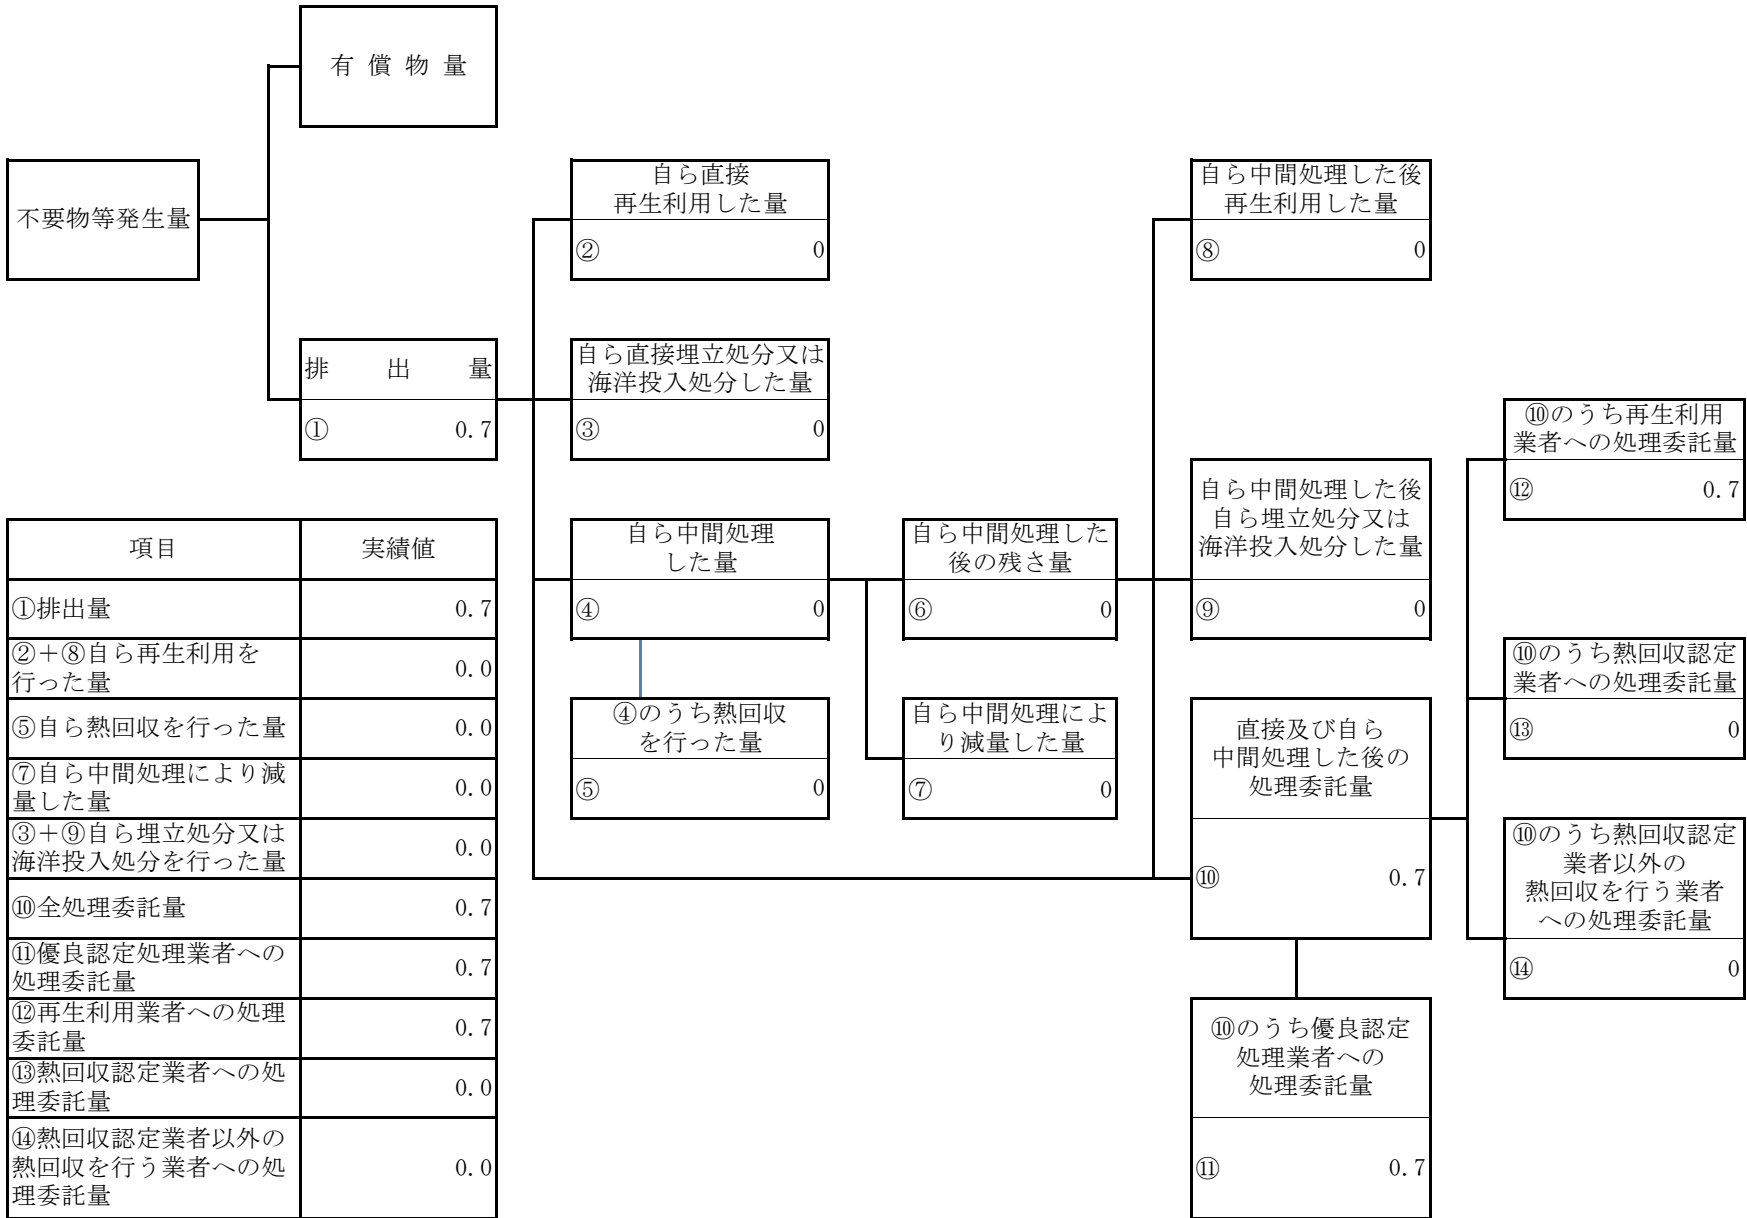 有償物量
不要物等発生量
排出量
① 0.7
自ら直接
再生利用した量
② 0
自ら直接埋立処分又は
海洋投入処分した量
③ 0
自ら中間処理
した量
④ 0
④のうち熱回収
を行った量
⑤ 0
自ら中間処理した
後の残さ量
⑥ 0
自ら中間処理によ
り減量した量
⑦ 0
自ら中間処理した後
再生利用した量
⑧ 0
自ら中間処理した後
自ら埋立処分又は
海洋投入処分した量
⑨ 0
直接及び自ら
中間処理した後の
処理委託量
⑩ 0.7
⑩のうち優良認定
処理業者への
処理委託量
⑪ 0.7
⑩のうち再生利用
業者への処理委託量
⑫ 0.7
⑩のうち熱回収認定
業者への処理委託量
⑬ 0
⑩のうち熱回収認定
業者以外の
熱回収を行う業者
への処理委託量
⑭ 0
項目 実績値
①排出量 0.7
②+⑧自ら再生利用を
行った量 0.0
⑤自ら熱回収を行った量 0.0
⑦自ら中間処理により減
量した量 0.0
③+⑨自ら埋立処分又は
海洋投入処分を行った量 0.0
⑩全処理委託量 0.7
⑪優良認定処理業者への
処理委託量 0.7
⑫再生利用業者への処理
委託量 0.7
⑬熱回収認定業者への処
理委託量 0.0
⑭熱回収認定業者以外の
熱回収を行う業者への処
理委託量 0.0